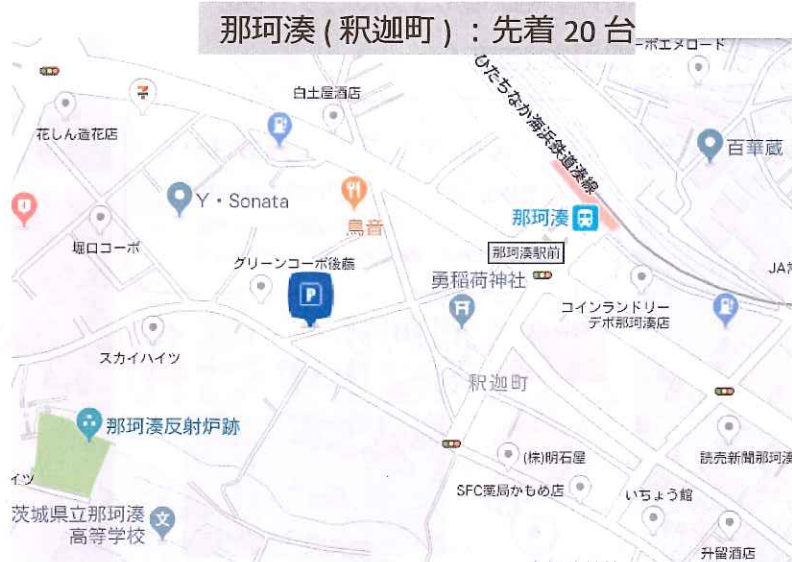 那珂湊 ( 釈迦町 ) : 先着 20 台
ーポエメロード
白土屋酒店
ひたちなか海浜鉄道湊線
花しん造花店
百華蔵
Y・Sonata
鳥音
那珂湊
堀口コーポ
那珂湊駅前
グリーンコーポ後藤
勇稲荷神社
P
コインランドリー
デポ那珂湊店
スカイハイツ
釈迦町
那珂湊反射炉跡
(株)明石屋
読売新聞那珂湊
イツ
SFC薬局かもめ店
いちょう館
茨城県立那珂湊
高等学校
文
升留酒店